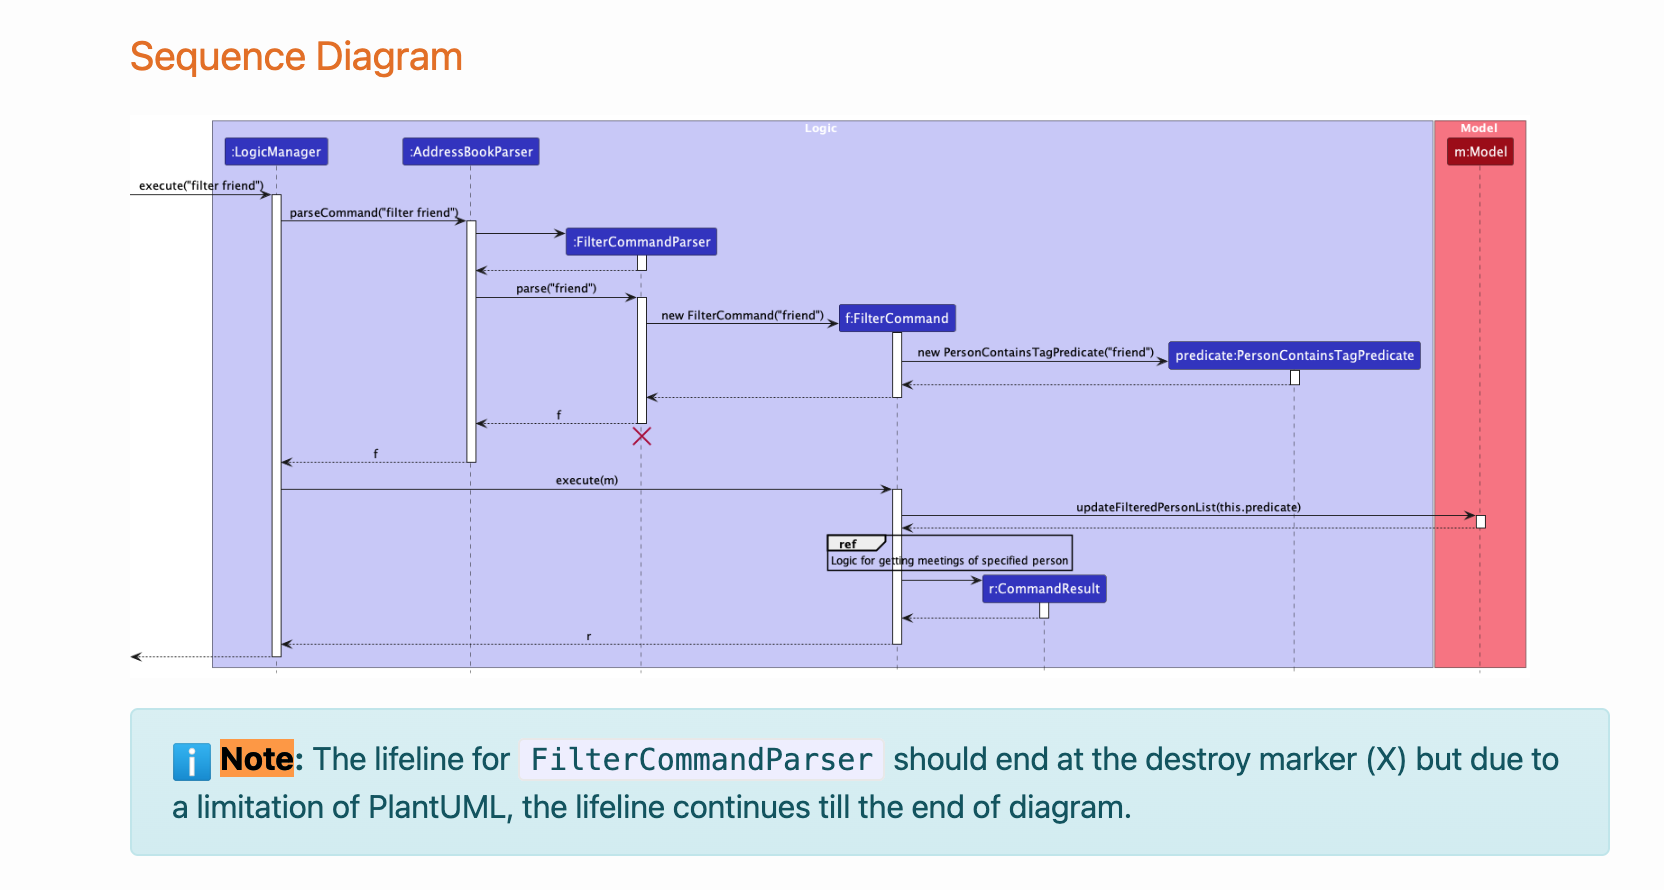 Sequence Diagram
Logic
Model
:LogicManager
:AddressBookParser
m:Model
execute("filter friend")
parseCommand("filter friend")
:FilterCommandParser
parse("friend")
new FilterCommand("friend")
f:FilterCommand
new PersonContainsTagPredicate("friend")
predicate:PersonContainsTagPredicate
f
f
execute(m)
updateFilteredPersonList(this.predicate)
ref
Logic for getting meetings of specified person
r:CommandResult
r
i Note: The lifeline for FilterCommandParser should end at the destroy marker (X) but due to
a limitation of PlantUML, the lifeline continues till the end of diagram.